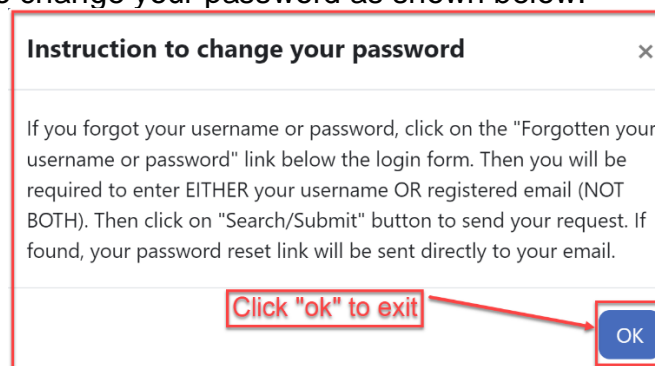 change your password as shown below.
Instruction to change your password ×
If you forgot your username or password, click on the "Forgotten your
username or password" link below the login form. Then you will be
required to enter EITHER your username OR registered email (NOT
BOTH). Then click on "Search/Submit" button to send your request. If
found, your password reset link will be sent directly to your email.
Click "ok" to exit
OK